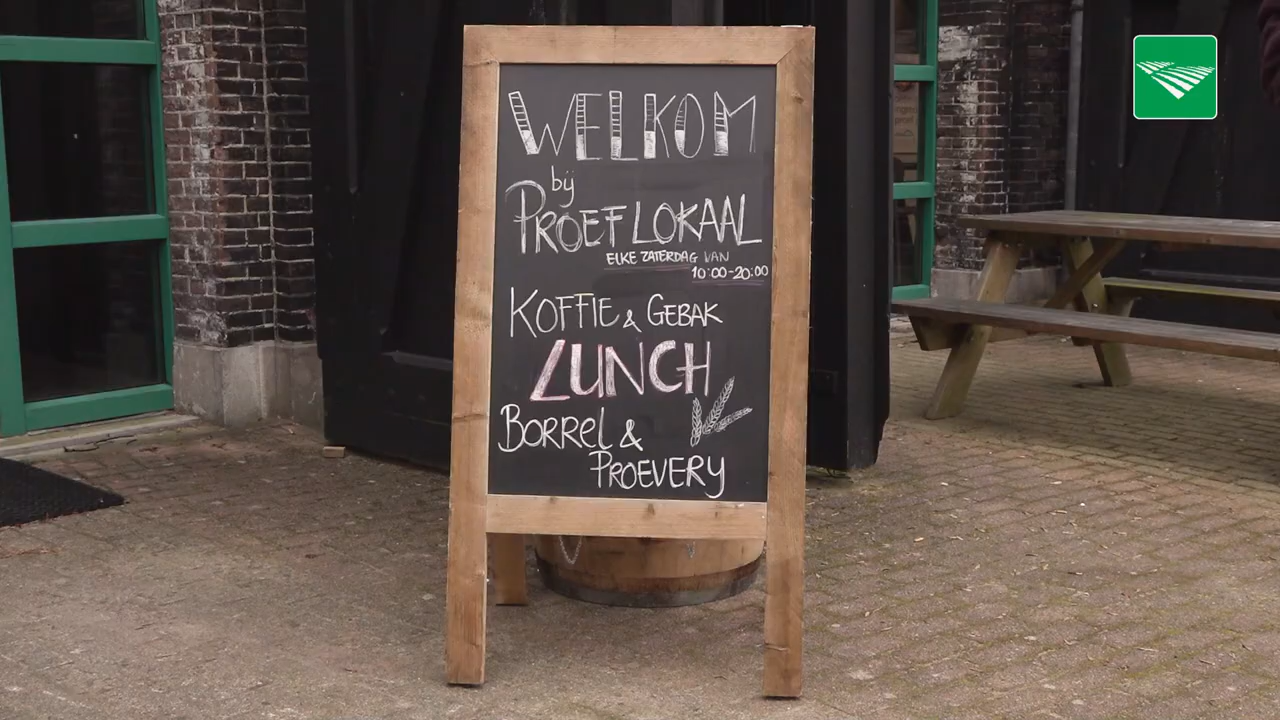 WELKOM
bij
PROEFLOKAAL
ELKE ZATERDAG VAN
10:00-20:00
KOFFIE & GEBAK
LUNCH
BORREL &
PROEVERY